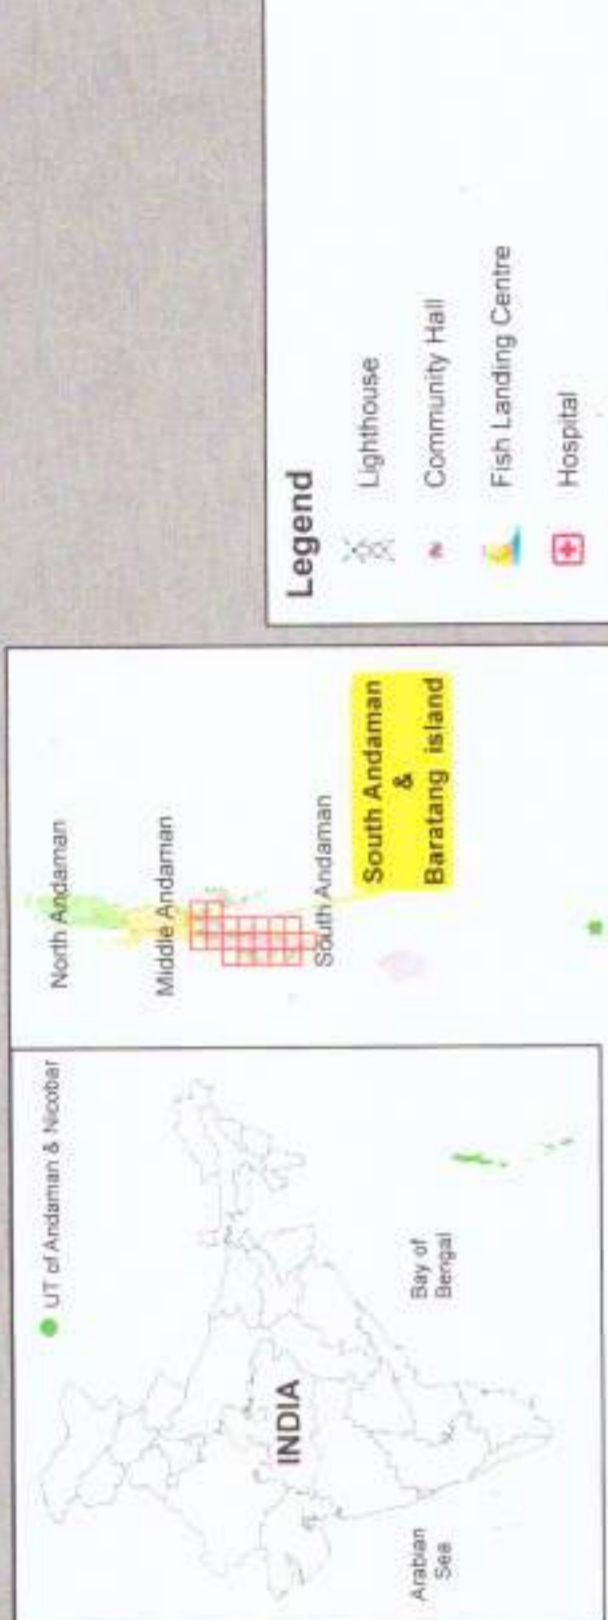 UT of Andaman & Nicobar
INDIA
Arabian
Sea
Bay of
Bengal
North Andaman
Middle Andaman
South Andaman
South Andaman
&
Baratang island
Legend
Lighthouse
Community Hall
Fish Landing Centre
Hospital